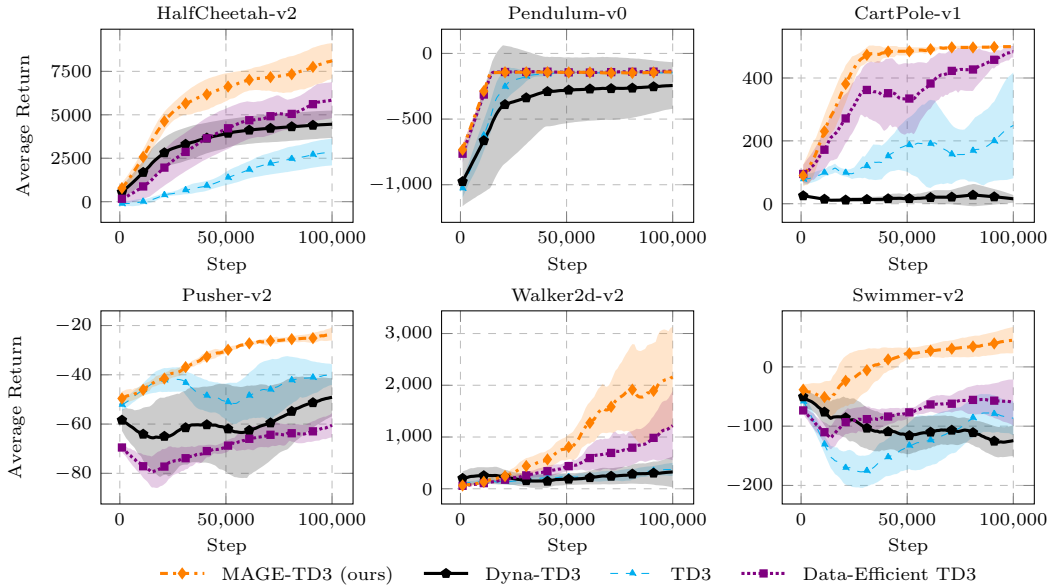 HalfCheetah-v2
Pendulum-v0
CartPole-v1
Average Return
7500
5000
2500
0
0
50,000
100,000
Step
0
−500
−1,000
0
50,000
100,000
Step
400
200
0
0
50,000
100,000
Step
Pusher-v2
Walker2d-v2
Swimmer-v2
Average Return
−20
−40
−60
−80
0
50,000
100,000
Step
3,000
2,000
1,000
0
0
50,000
100,000
Step
0
−100
−200
0
50,000
100,000
Step
MAGE-TD3 (ours) Dyna-TD3 TD3 Data-Efficient TD3